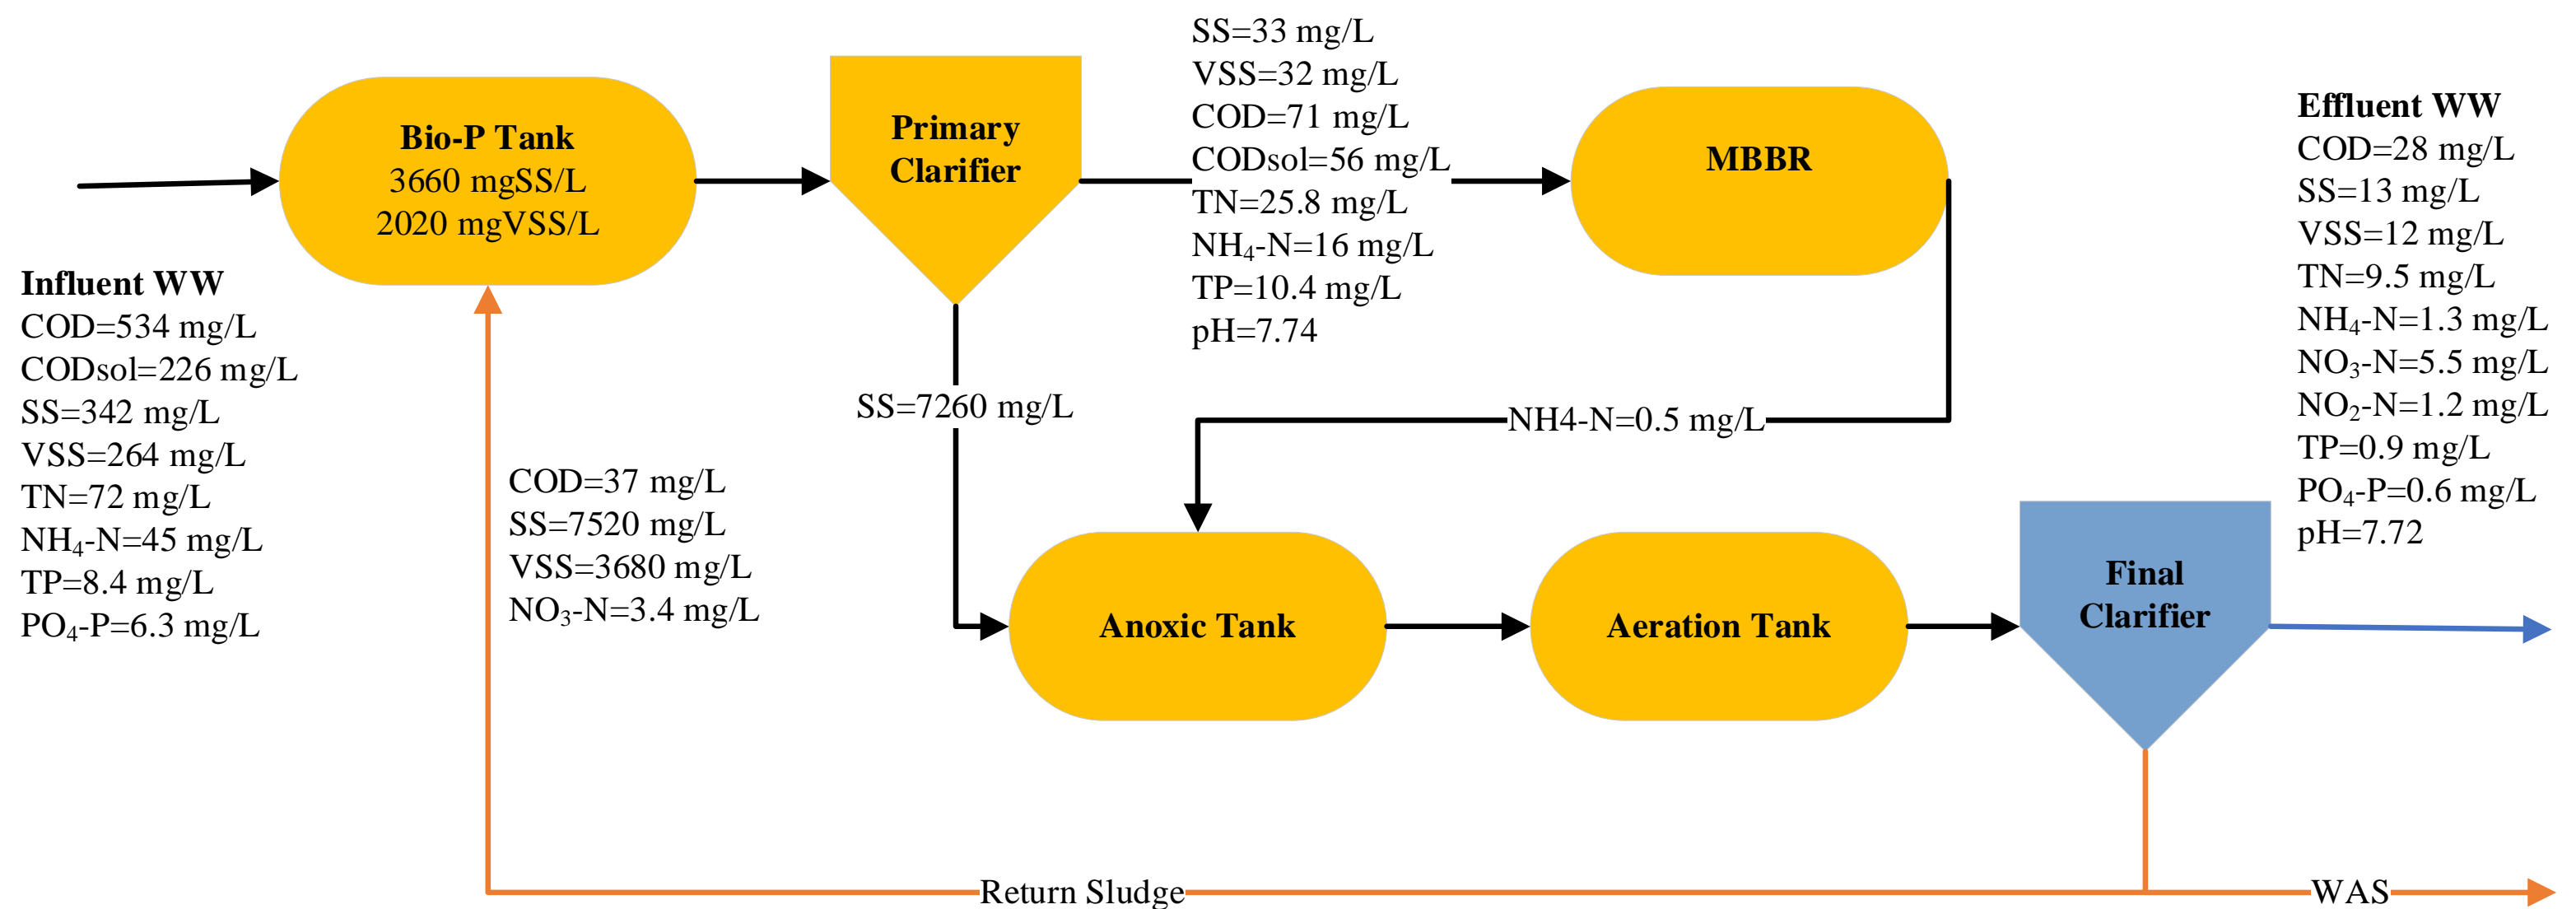 Influent WW
COD=534 mg/L
CODsol=226 mg/L
SS=342 mg/L
VSS=264 mg/L
TN=72 mg/L
NH₄-N=45 mg/L
TP=8.4 mg/L
PO₄-P=6.3 mg/L
Bio-P Tank
3660 mgSS/L
2020 mgVSS/L
Primary
Clarifier
SS=33 mg/L
VSS=32 mg/L
COD=71 mg/L
CODsol=56 mg/L
TN=25.8 mg/L
NH₄-N=16 mg/L
TP=10.4 mg/L
pH=7.74
MBBR
Effluent WW
COD=28 mg/L
SS=13 mg/L
VSS=12 mg/L
TN=9.5 mg/L
NH₄-N=1.3 mg/L
NO₃-N=5.5 mg/L
NO₂-N=1.2 mg/L
TP=0.9 mg/L
PO₄-P=0.6 mg/L
pH=7.72
SS=7260 mg/L
NH4-N=0.5 mg/L
COD=37 mg/L
SS=7520 mg/L
VSS=3680 mg/L
NO₃-N=3.4 mg/L
Anoxic Tank
Aeration Tank
Final
Clarifier
Return Sludge
WAS